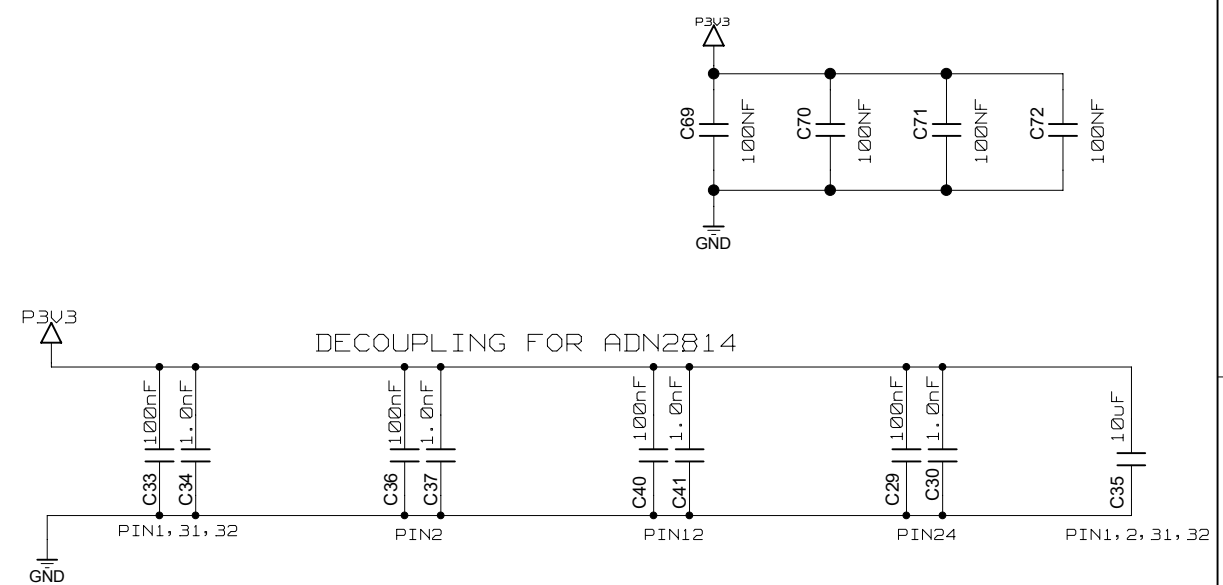 P3V3
C69
100NF
C70
100NF
C71
100NF
C72
100NF
GND
P3V3
DECOUPLING FOR ADN2814
C33
100nF
C34
1.0nF
C36
100nF
C37
1.0nF
C40
100nF
C41
1.0nF
C29
100nF
C30
1.0nF
C35
10uF
PIN1,31,32
PIN2
PIN12
PIN24
PIN1,2,31,32
GND